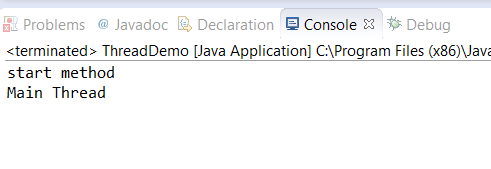 Problems @ Javadoc Declaration Console Debug
<terminated> ThreadDemo [Java Application] C:\Program Files (x86)\Java
start method
Main Thread